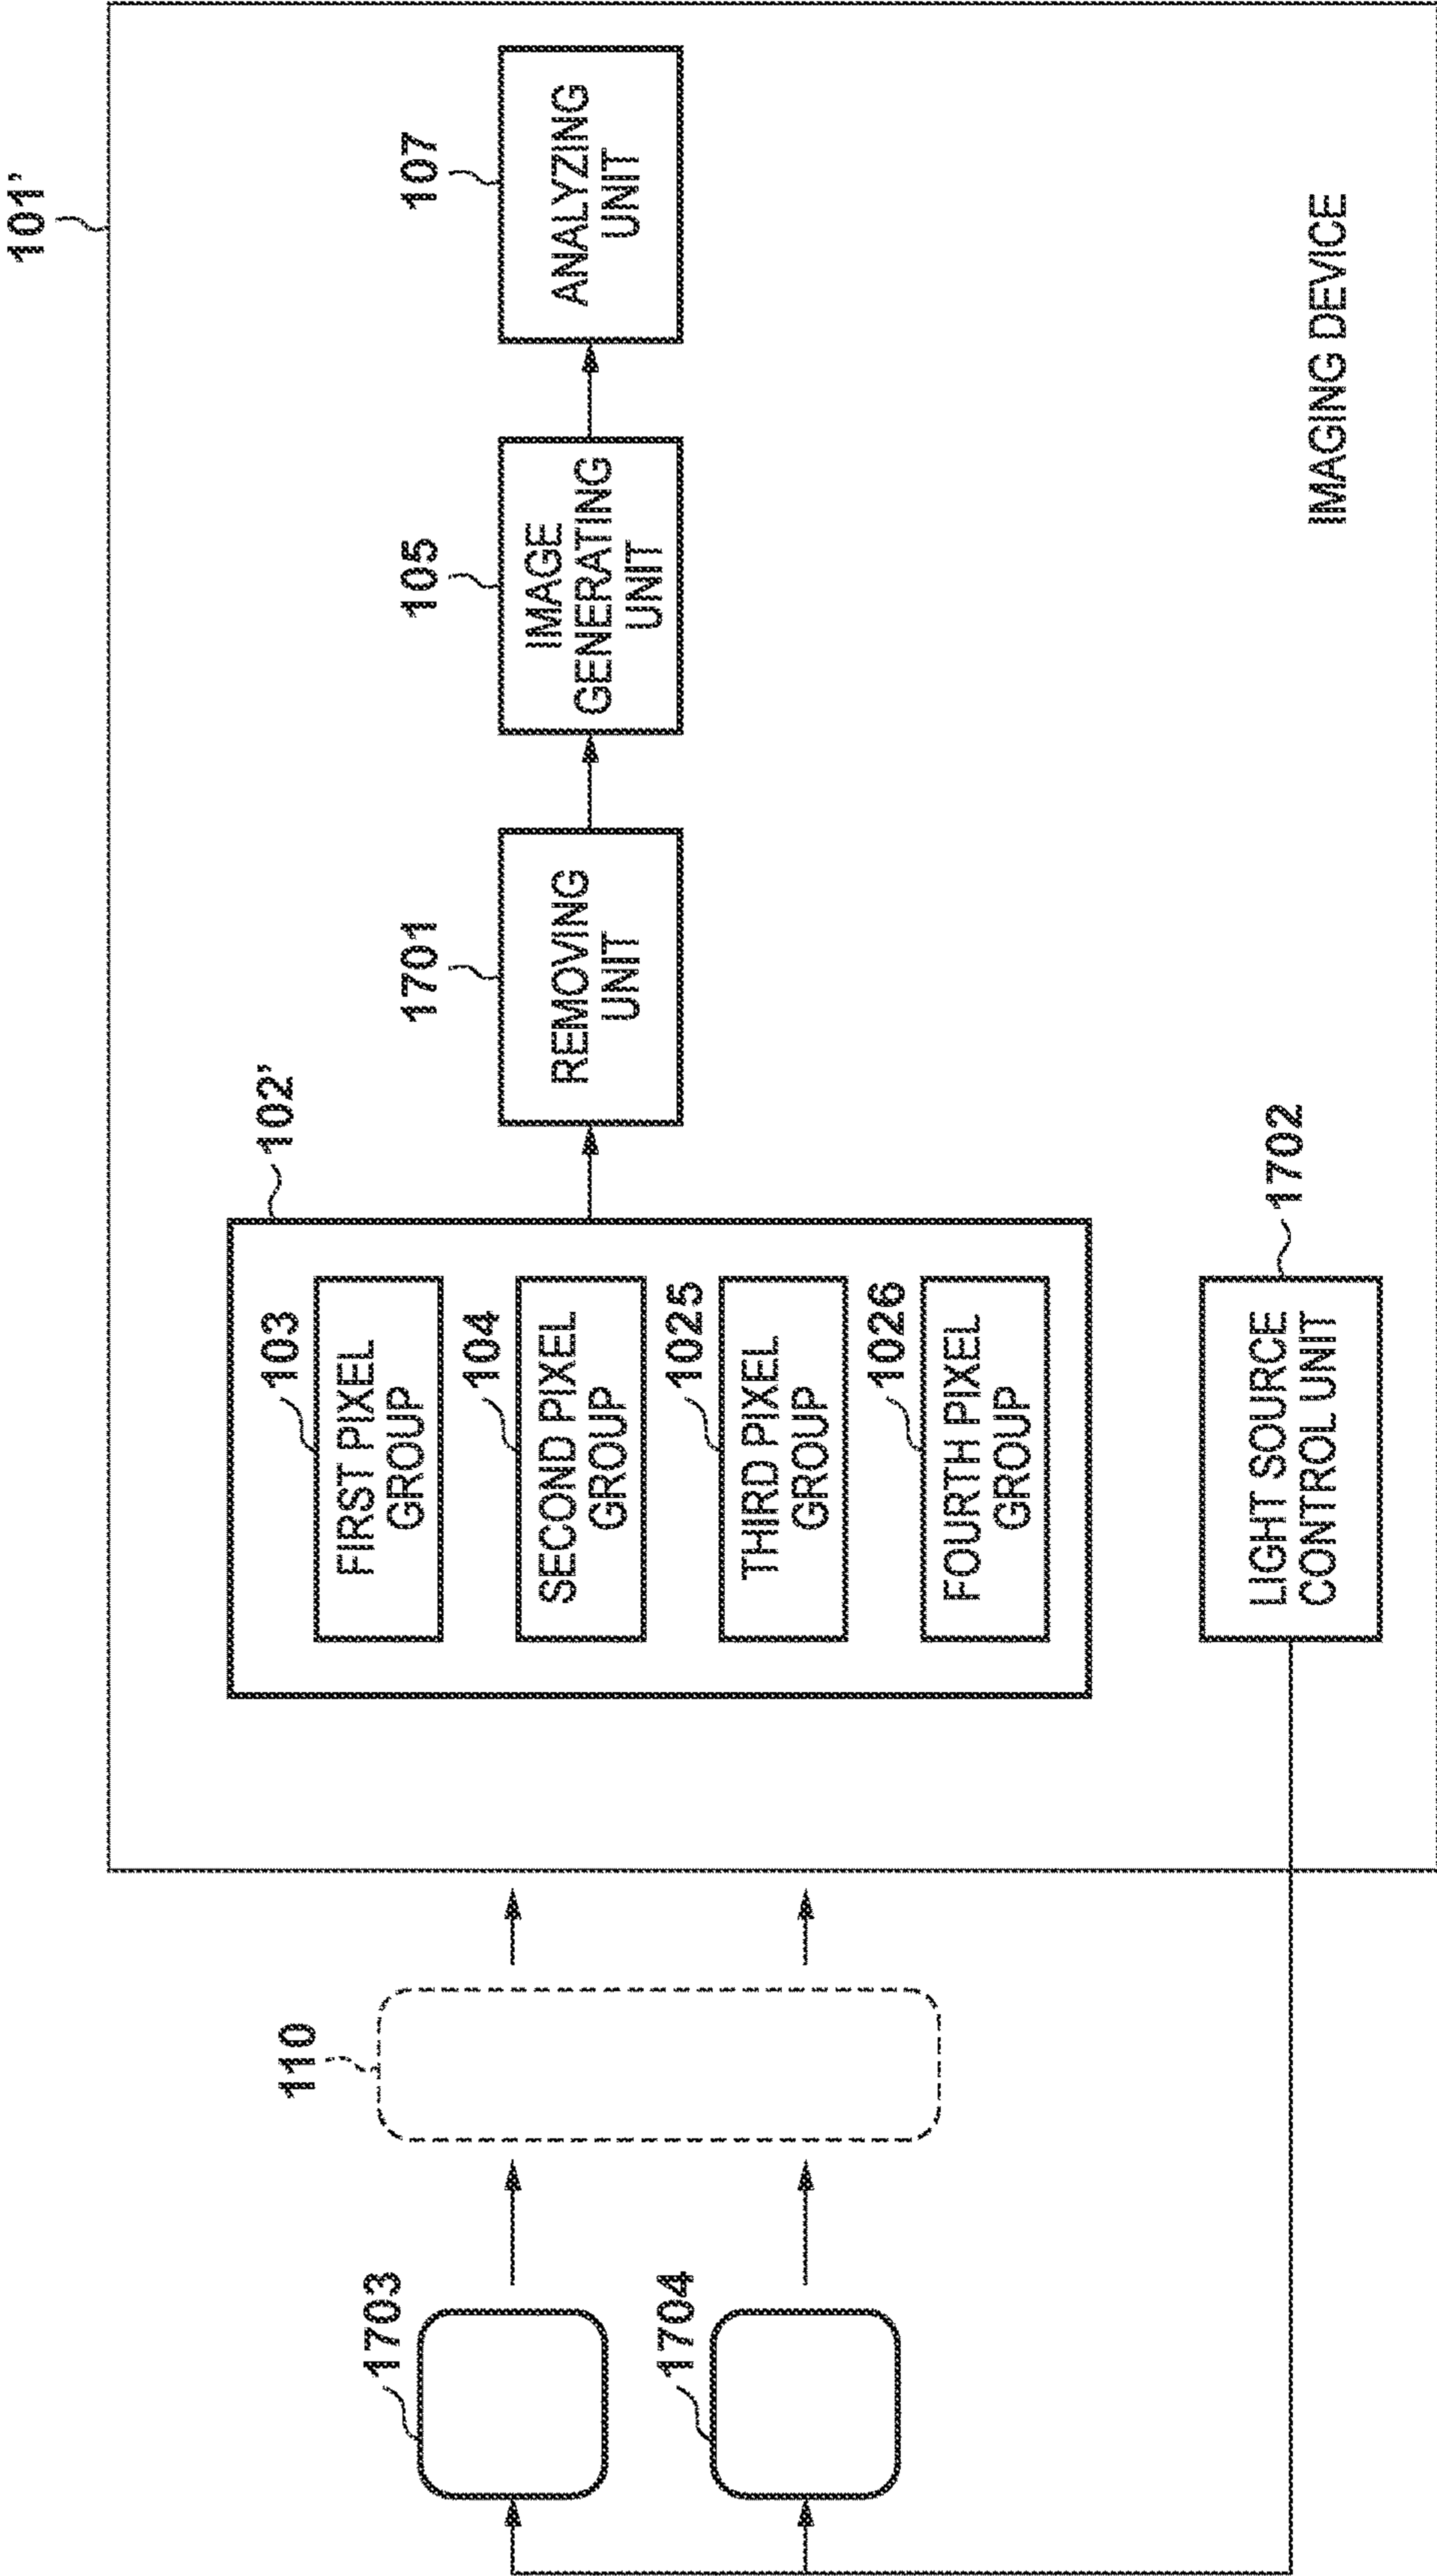 101'
102'
1703
110
103
FIRST PIXEL
GROUP
1701
REMOVING
UNIT
105
IMAGE
GENERATING
UNIT
107
ANALYZING
UNIT
104
SECOND PIXEL
GROUP
1704
1025
THIRD PIXEL
GROUP
1026
FOURTH PIXEL
GROUP
1702
LIGHT SOURCE
CONTROL UNIT
IMAGING DEVICE